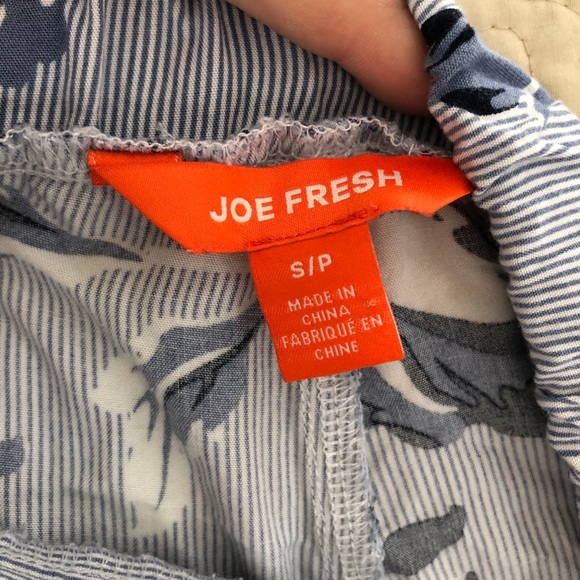 JOE FRESH
S/P
MADE IN
CHINA
FABRIQUÉ EN
CHINE